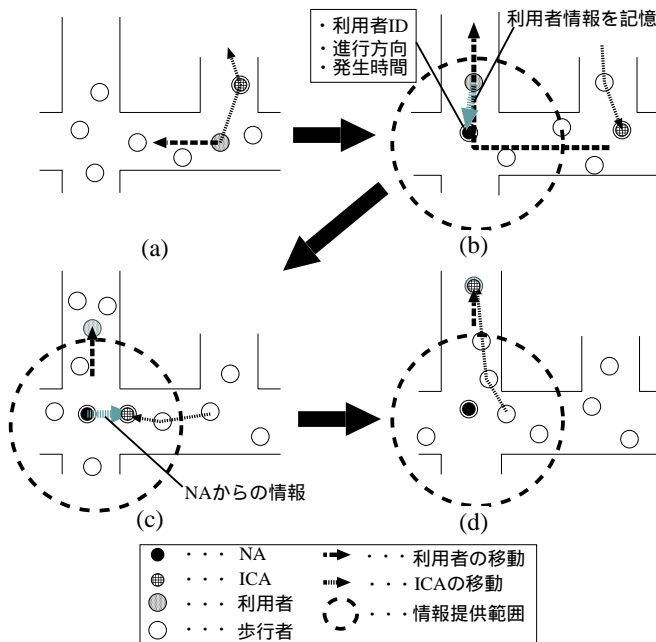 ・利用者ID
・進行方向
・発生時間
利用者情報を記憶
(a)
(b)
NAからの情報
(c)
(d)
・・・ NA
・・・ ICA
・・・ 利用者
・・・ 歩行者
・・・利用者の移動
・・・ICAの移動
・・・情報提供範囲